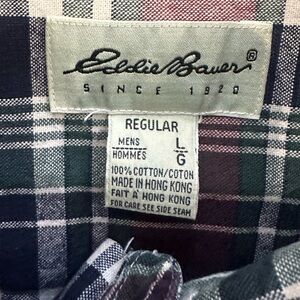 Eddie Bauer®
SINCE 1920
REGULAR
MENS L
HOMMES G
100% COTTON/COTON
MADE IN HONG KONG
FAIT À HONG KONG
FOR CARE SEE SIDE SEAM